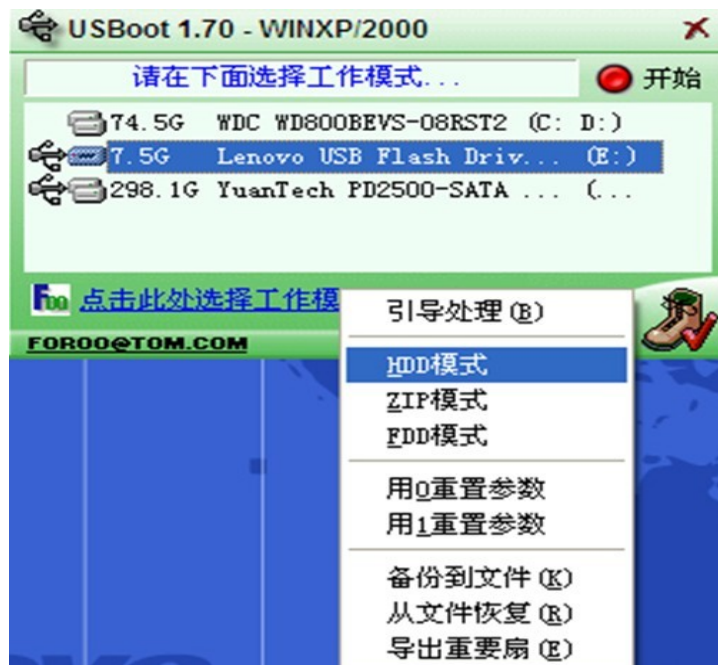 USBoot 1.70 - WINXP/2000
请在下面选择工作模式...
开始
74.5G WDC WD800BEVS-08RST2 (C: D:)
7.5G Lenovo USB Flash Driv... (E:)
298.1G YuanTech PD2500-SATA ... (...
Foo 点击此处选择工作模
FOROO@TOM.COM
引导处理(B)
HDD模式
ZIP模式
FDD模式
用0重置参数
用1重置参数
备份到文件(K)
从文件恢复(R)
导出重要扇(E)